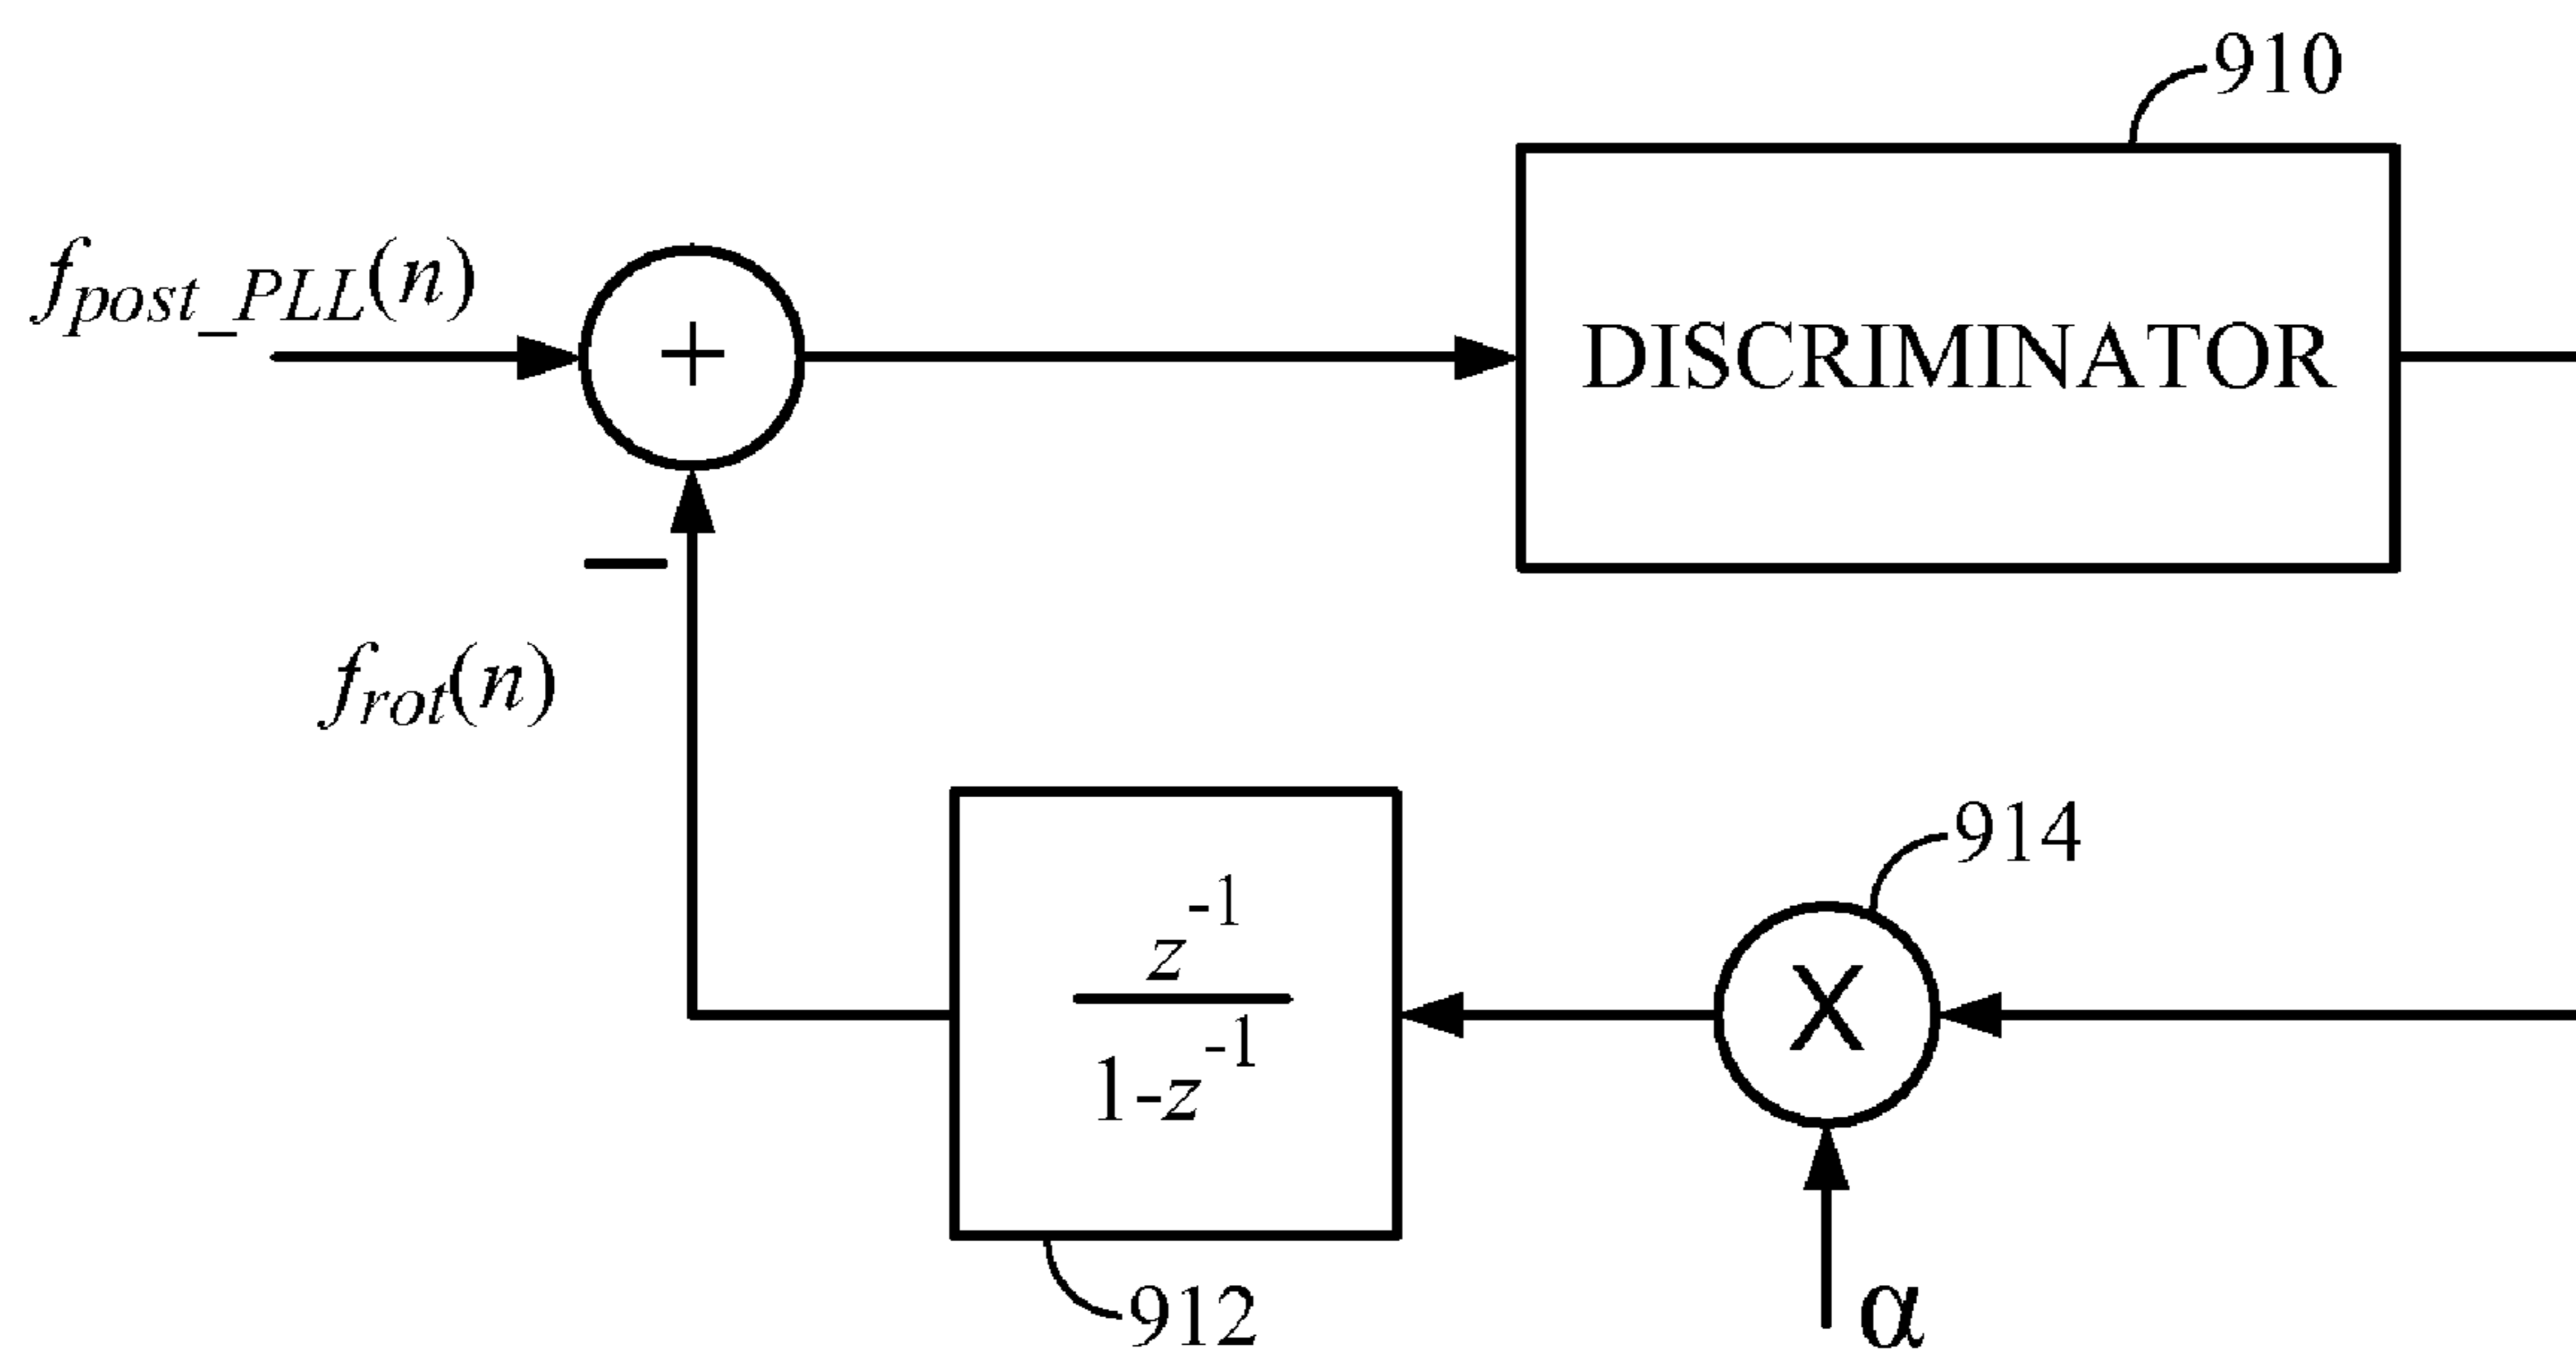 910
f_post_PLL(n)
+
DISCRIMINATOR
−
f_rot(n)
914
z^-1
1-z^-1
X
912
α